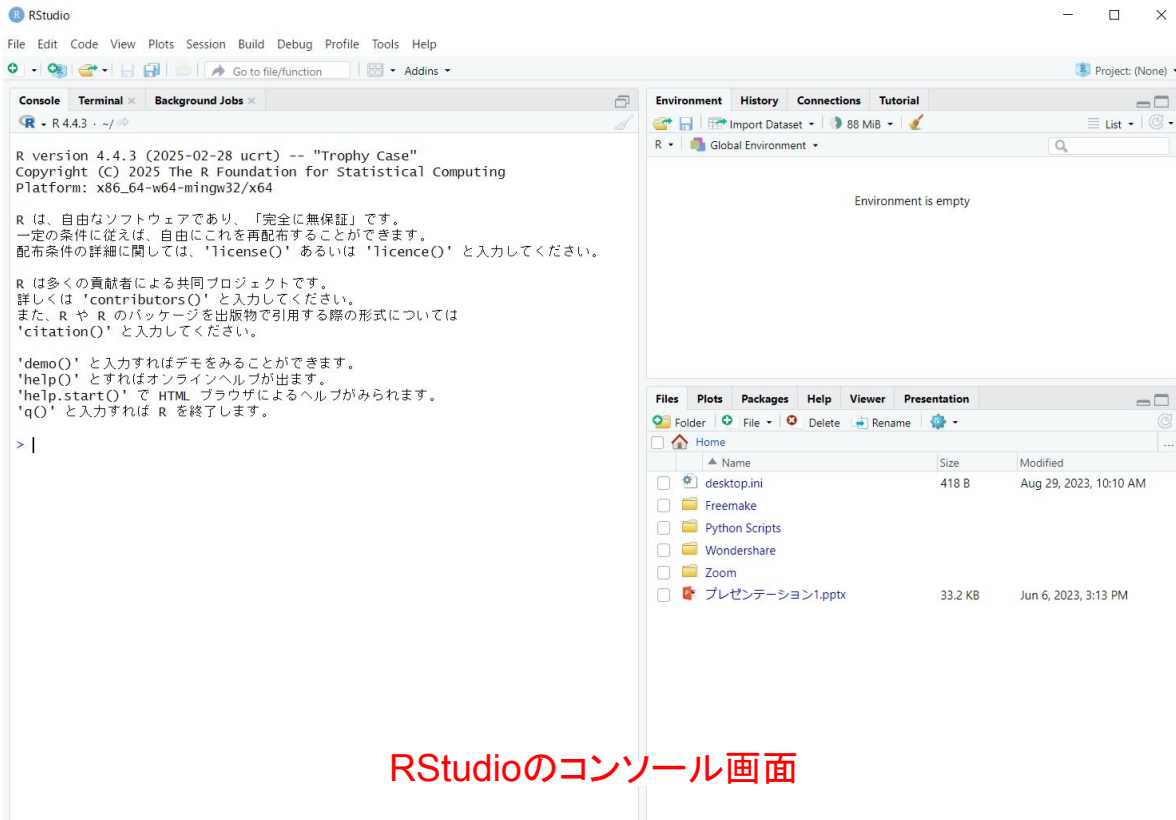 RStudio
File Edit Code View Plots Session Build Debug Profile Tools Help
Go to file/function Addins Project: (None)
Console Terminal Background Jobs
R 4.4.3 · ~/
R version 4.4.3 (2025-02-28 ucrt) -- "Trophy Case"
Copyright (C) 2025 The R Foundation for Statistical Computing
Platform: x86_64-w64-mingw32/x64
R は、自由なソフトウェアであり、「完全に無保証」です。
一定の条件に従えば、自由にこれを再配布することができます。
配布条件の詳細に関しては、'license()' あるいは 'licence()' と入力してください。
R は多くの貢献者による共同プロジェクトです。
詳しくは 'contributors()' と入力してください。
また、R や R のパッケージを出版物で引用する際の形式については
'citation()' と入力してください。
'demo()' と入力すればデモをみることができます。
'help()' とすればオンラインヘルプが出ます。
'help.start()' で HTML ブラウザによるヘルプがみられます。
'q()' と入力すれば R を終了します。
>
Environment History Connections Tutorial
Import Dataset 88 MiB List
R Global Environment
Environment is empty
Files Plots Packages Help Viewer Presentation
Folder File Delete Rename
Home ...
Name Size Modified
desktop.ini 418 B Aug 29, 2023, 10:10 AM
Freemake
Python Scripts
Wondershare
Zoom
プレゼンテーション1.pptx 33.2 KB Jun 6, 2023, 3:13 PM
RStudioのコンソール画面